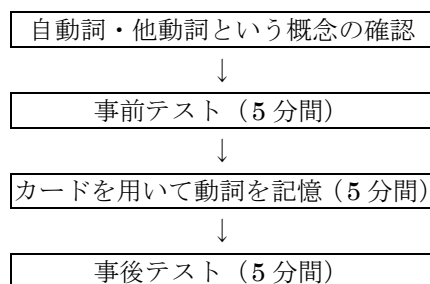 自動詞・他動詞という概念の確認
↓
事前テスト（5 分間）
↓
カードを用いて動詞を記憶（5 分間）
↓
事後テスト（5 分間）